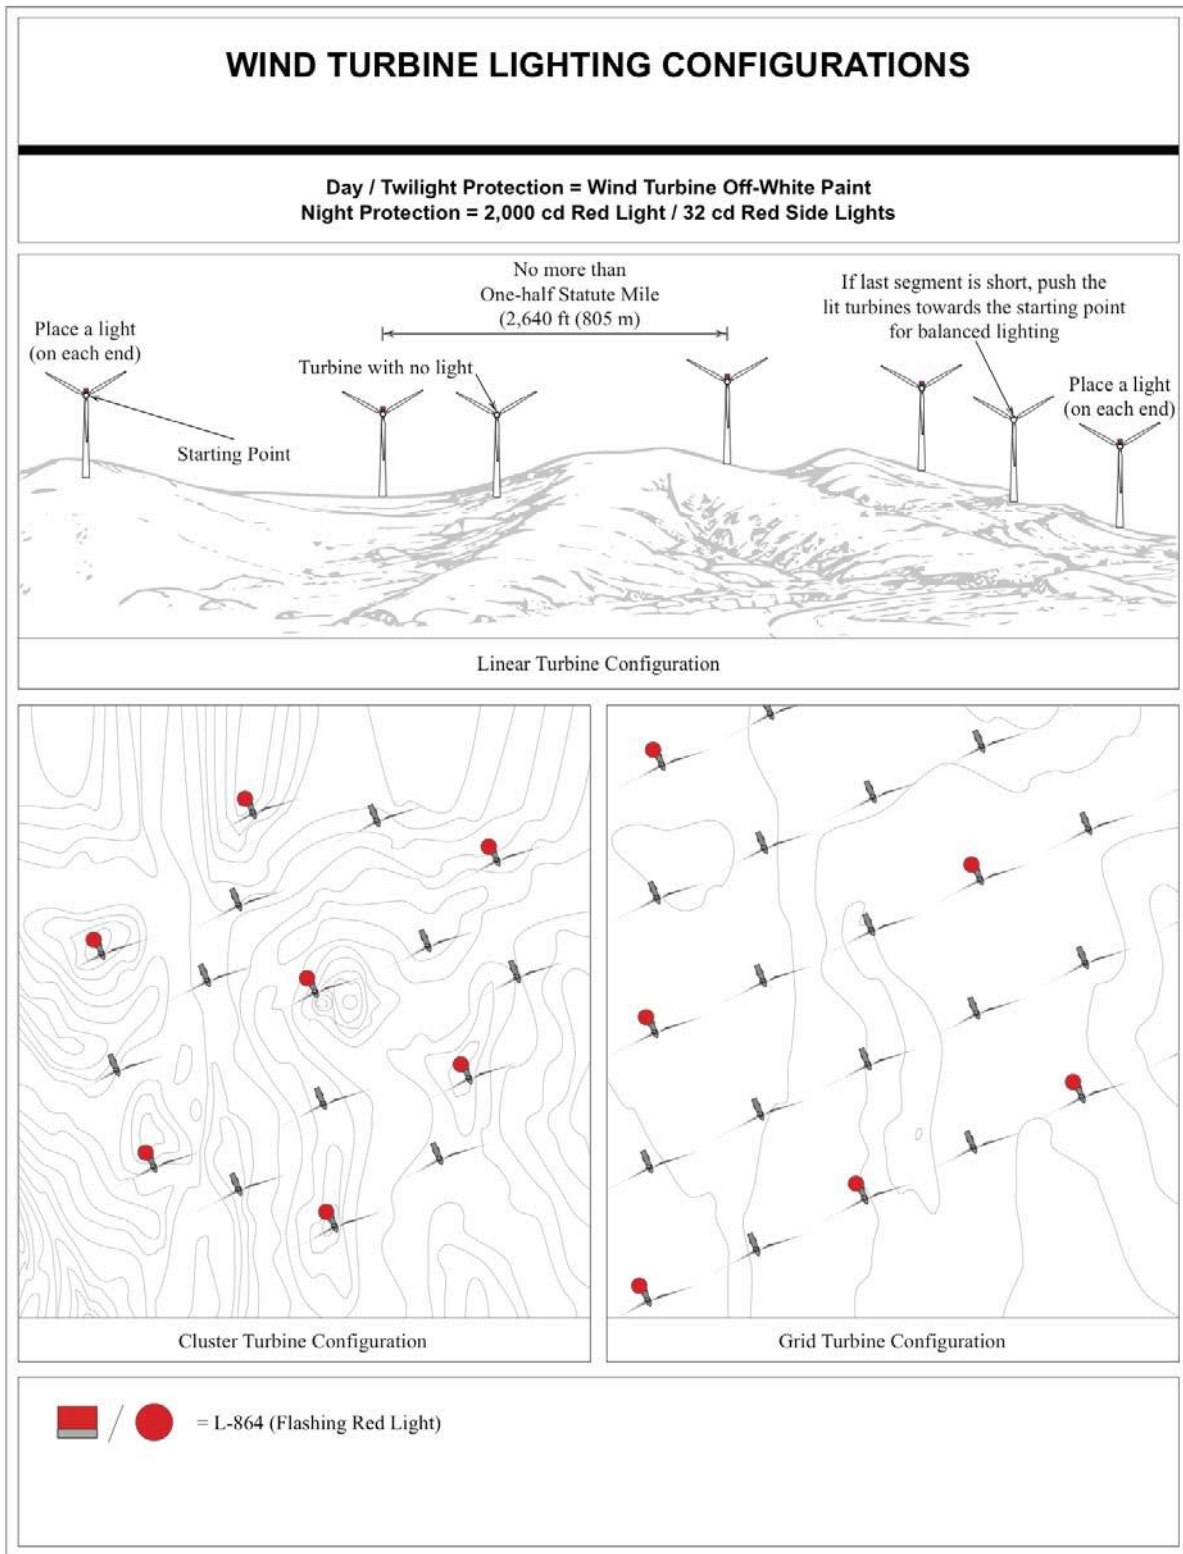 WIND TURBINE LIGHTING CONFIGURATIONS
Day / Twilight Protection = Wind Turbine Off-White Paint
Night Protection = 2,000 cd Red Light / 32 cd Red Side Lights
No more than
One-half Statute Mile
(2,640 ft (805 m)
If last segment is short, push the
lit turbines towards the starting point
for balanced lighting
Place a light
(on each end)
Turbine with no light
Place a light
(on each end)
Starting Point
Linear Turbine Configuration
Cluster Turbine Configuration
Grid Turbine Configuration
/ = L-864 (Flashing Red Light)